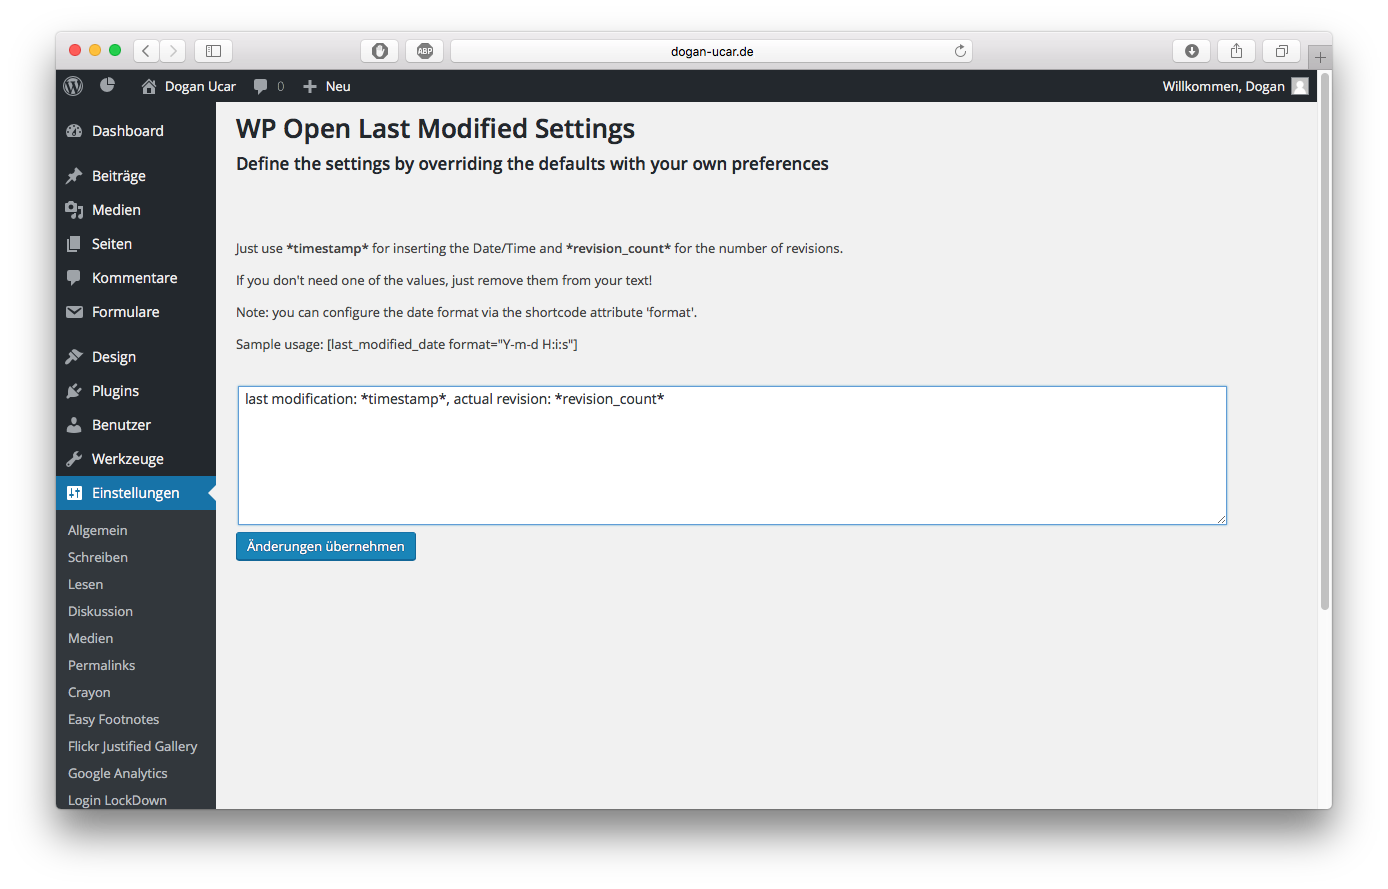 ABP
dogan-ucar.de
Dogan Ucar
0
Neu
Willkommen, Dogan
Dashboard
Beiträge
Medien
Seiten
Kommentare
Formulare
Design
Plugins
Benutzer
Werkzeuge
Einstellungen
Allgemein
Schreiben
Lesen
Diskussion
Medien
Permalinks
Crayon
Easy Footnotes
Flickr Justified Gallery
Google Analytics
Login LockDown
WP Open Last Modified Settings
Define the settings by overriding the defaults with your own preferences
Just use *timestamp* for inserting the Date/Time and *revision_count* for the number of revisions.
If you don't need one of the values, just remove them from your text!
Note: you can configure the date format via the shortcode attribute 'format'.
Sample usage: [last_modified_date format="Y-m-d H:i:s"]
last modification: *timestamp*, actual revision: *revision_count*
Änderungen übernehmen